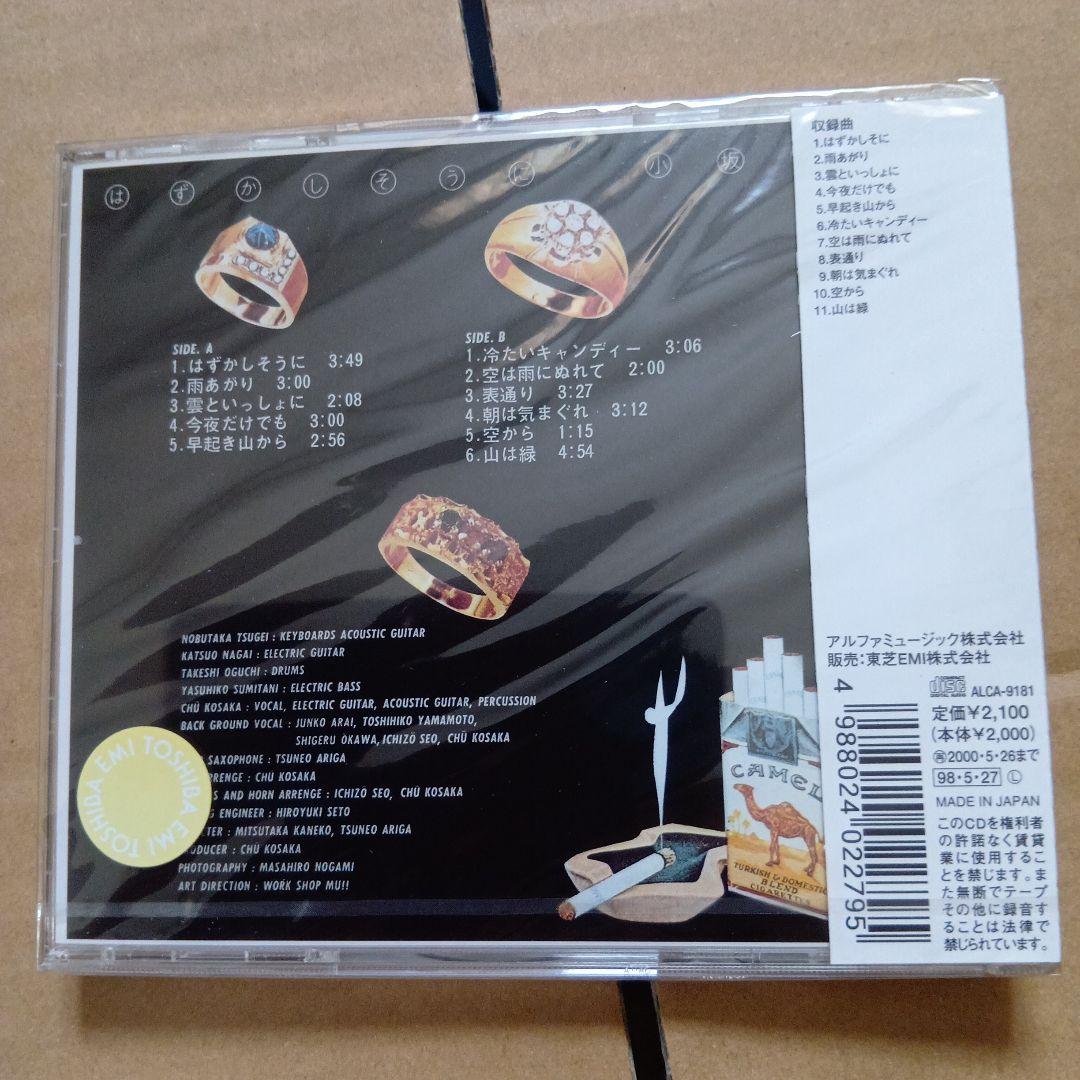 はずかしそうに 小坂
SIDE. A
1.はずかしそうに 3:49
2.雨あがり 3:00
3.雲といっしょに 2:08
4.今夜だけでも 3:00
5.早起き山から 2:56
SIDE. B
1.冷たいキャンディー 3:06
2.空は雨にぬれて 2:00
3.表通り 3:27
4.朝は気まぐれ 3:12
5.空から 1:15
6.山は緑 4:54
NOBUTAKA TSUGEI : KEYBOARDS ACOUSTIC GUITAR
KATSUO NAGAI : ELECTRIC GUITAR
TAKESHI OGUCHI : DRUMS
YASUHIKO SUMITANI : ELECTRIC BASS
CHŪ KOSAKA : VOCAL, ELECTRIC GUITAR, ACOUSTIC GUITAR, PERCUSSION
BACK GROUND VOCAL : JUNKO ARAI, TOSHIHIKO YAMAMOTO,
SHIGERU ŌKAWA, ICHIZŌ SEO, CHŪ KOSAKA
SAXOPHONE : TSUNEO ARIGA
: CHŪ KOSAKA
AND HORN ARRENGE : ICHIZŌ SEO, CHŪ KOSAKA
ENGINEER : HIROYUKI SETO
: MITSUTAKA KANEKO, TSUNEO ARIGA
: CHŪ KOSAKA
PHOTOGRAPHY : MASAHIRO NOGAMI
ART DIRECTION : WORK SHOP MU!!
TOSHIBA EMI TOSHIBA EMI
CAMEL
TURKISH & DOMESTIC
BLEND
CIGARETTES
収録曲
1.はずかしそに
2.雨あがり
3.雲といっしょに
4.今夜だけでも
5.早起き山から
6.冷たいキャンディー
7.空は雨にぬれて
8.表通り
9.朝は気まぐれ
10.空から
11.山は緑
アルファミュージック株式会社
販売:東芝EMI株式会社
ALCA-9181
定価¥2,100
(本体¥2,000)
㋬2000・5・26まで
98・5・27 Ⓛ
MADE IN JAPAN
このCDを権利者
の許諾なく賃貸
業に使用するこ
とを禁じます。ま
た無断でテープ
その他に録音す
ることは法律で
禁じられています。
4 988024 022795